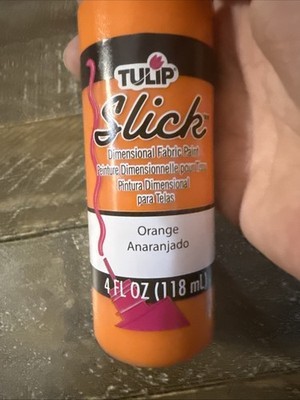 TULIP
Slick™
Dimensional Fabric Paint
Peinture Dimensionnelle pour Tissu
Pintura Dimensional
para Telas
Orange
Anaranjado
4 FL OZ (118 mL)